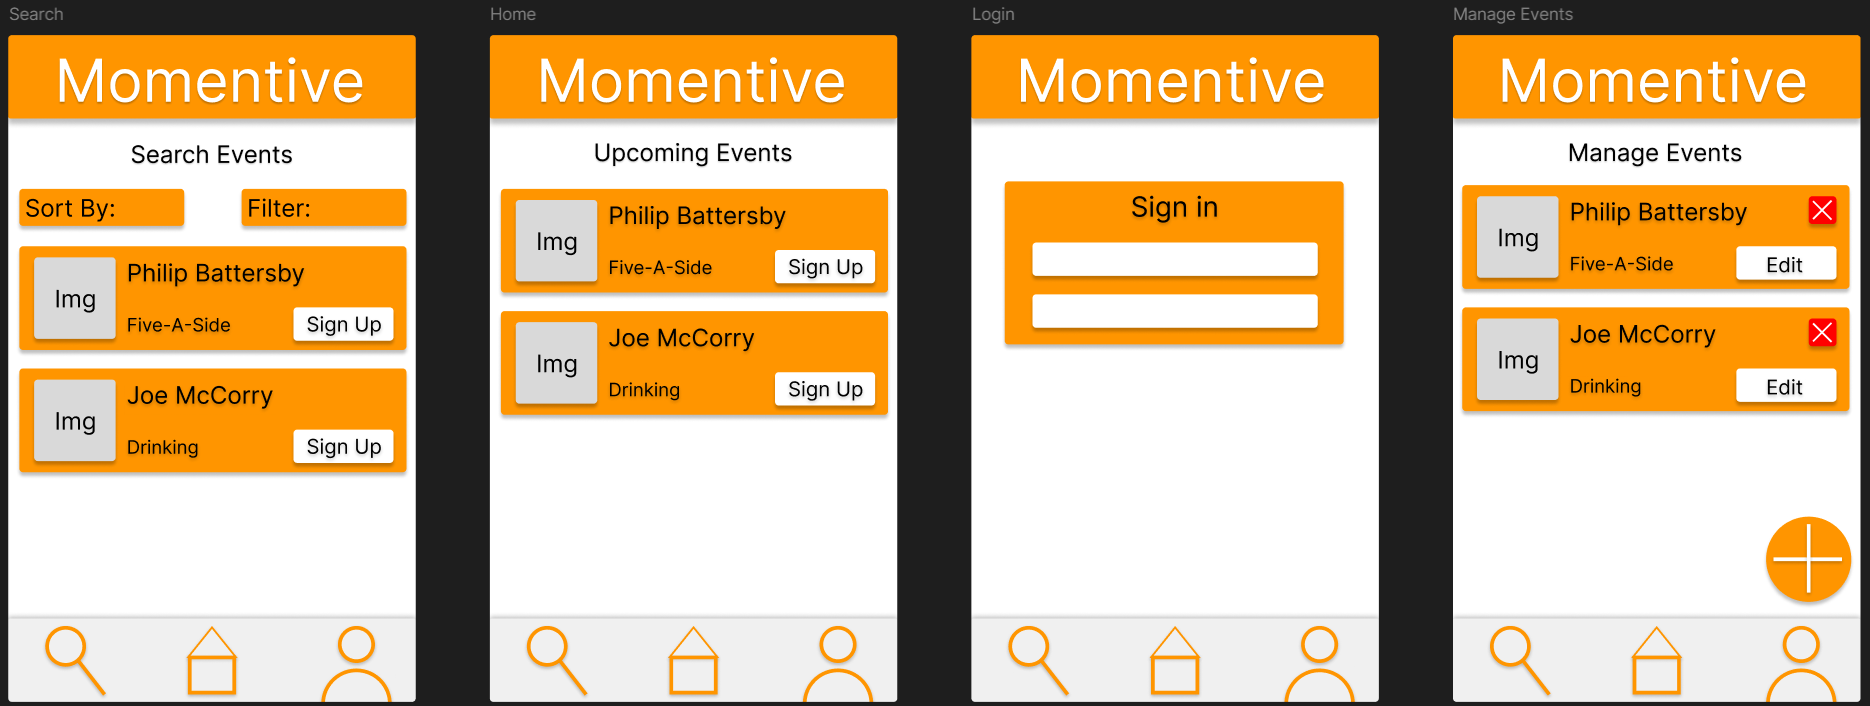 Search
Momentive
Search Events
Sort By:
Filter:
Img
Philip Battersby
Five-A-Side
Sign Up
Img
Joe McCorry
Drinking
Sign Up
Home
Momentive
Upcoming Events
Img
Philip Battersby
Five-A-Side
Sign Up
Img
Joe McCorry
Drinking
Sign Up
Login
Momentive
Sign in
Manage Events
Momentive
Manage Events
Img
Philip Battersby
Five-A-Side
Edit
Img
Joe McCorry
Drinking
Edit